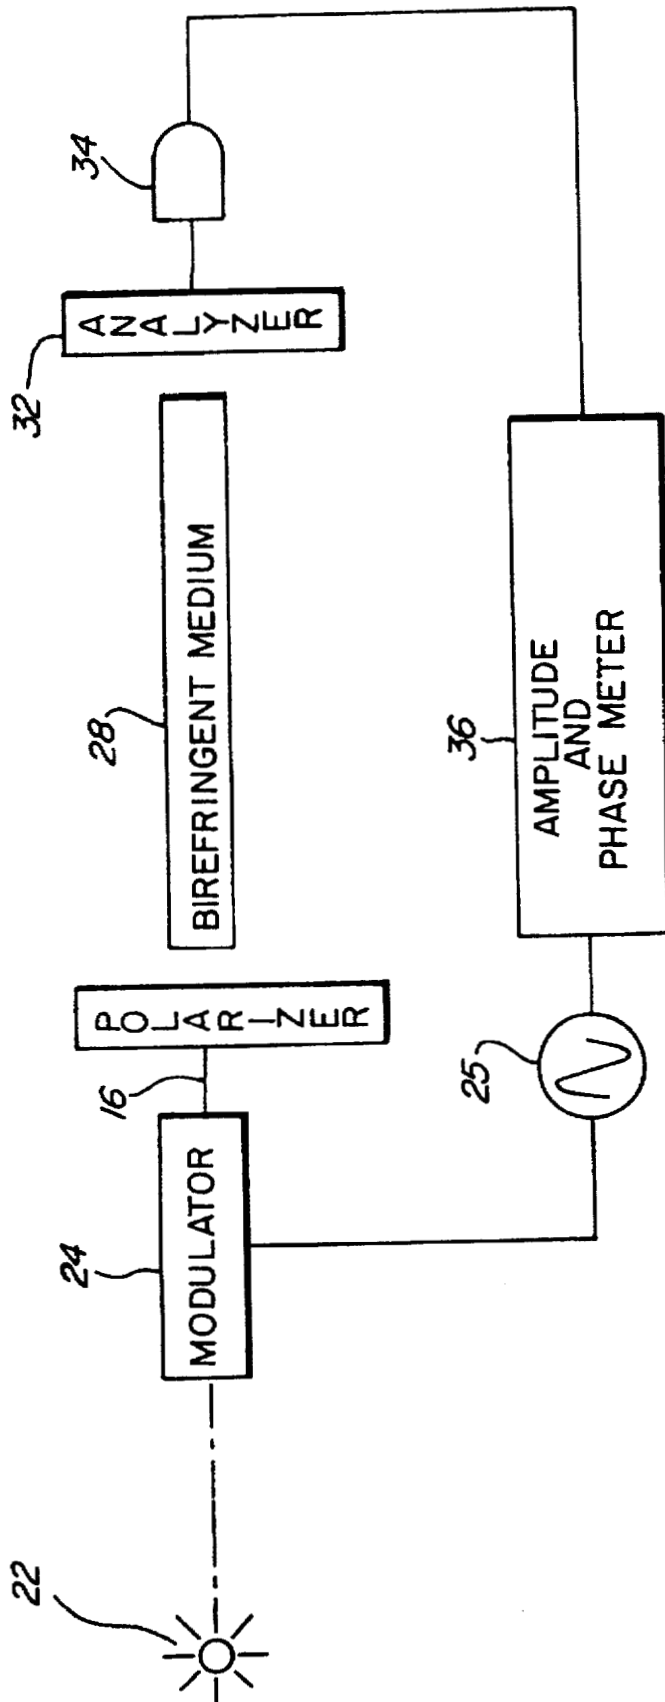 22
24
MODULATOR
16
POLARIZER
28
BIREFRINGENT MEDIUM
32
ANALYZER
34
25
36
AMPLITUDE
AND
PHASE METER